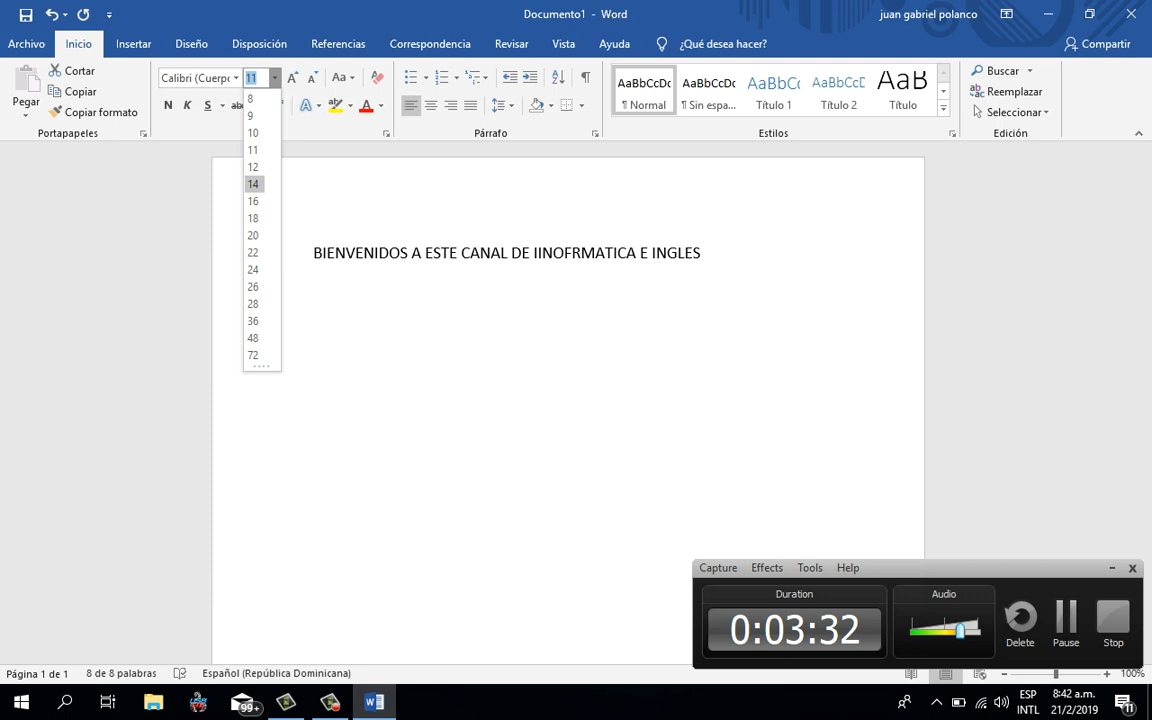 Documento1 - Word
juan gabriel polanco
Archivo
Inicio
Insertar
Diseño
Disposición
Referencias
Correspondencia
Revisar
Vista
Ayuda
¿Qué desea hacer?
Compartir
Pegar
Cortar
Copiar
Copiar formato
Portapapeles
Calibri (Cuerpo
11
Aa
N K S abc
A
A
8
9
10
11
12
14
16
18
20
22
24
26
28
36
48
72
Párrafo
AaBbCcDc
¶ Normal
AaBbCcDc
¶ Sin espa...
AaBbCc
Título 1
AaBbCcD
Título 2
AaB
Título
Estilos
Buscar
Reemplazar
Seleccionar
Edición
BIENVENIDOS A ESTE CANAL DE IINOFRMATICA E INGLES
Capture Effects Tools Help
Duration
0:03:32
Audio
Delete
Pause
Stop
Página 1 de 1
8 de 8 palabras
Español (República Dominicana)
100%
99+
ESP
INTL
8:42 a.m.
21/2/2019
11